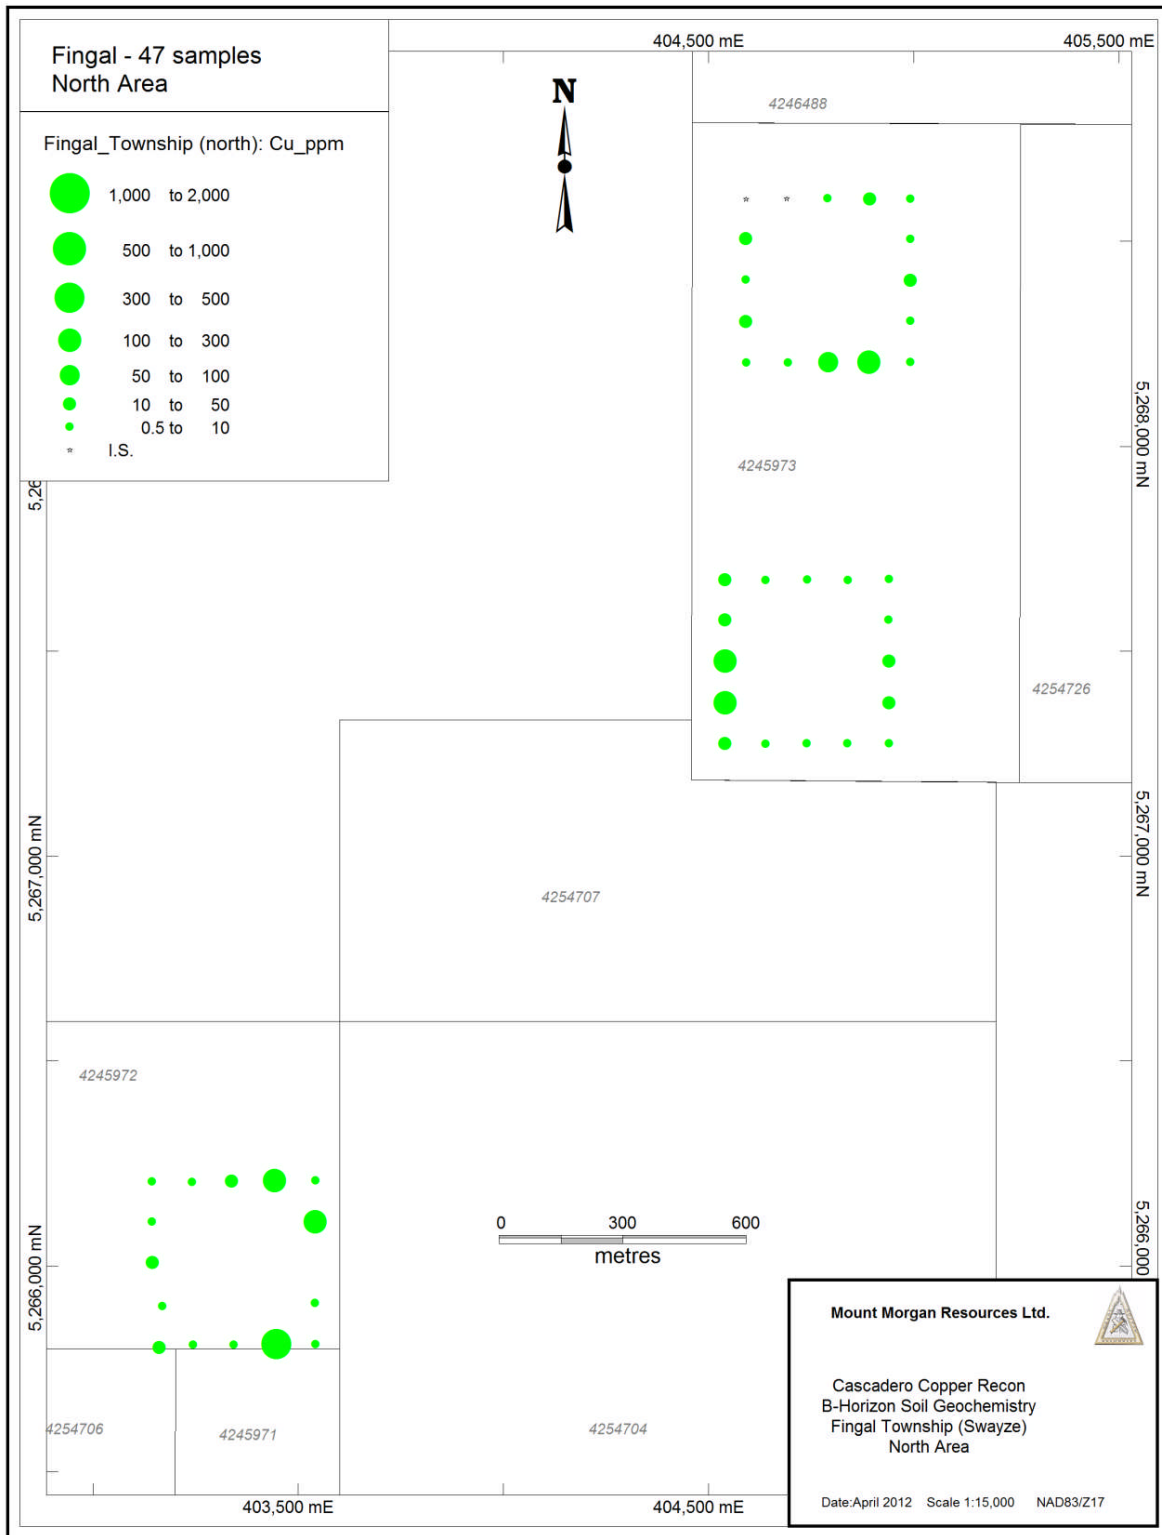 Fingal - 47 samples
North Area
Fingal_Township (north): Cu_ppm
1,000 to 2,000
500 to 1,000
300 to 500
100 to 300
50 to 100
10 to 50
0.5 to 10
I.S.
N
404,500 mE
405,500 mE
4246488
5,268,000 mN
4245973
5,26
4254726
5,267,000 mN
5,267,000 mN
4254707
4245972
0 300 600
metres
5,266,000 mN
5,266,000
4254706
4245971
4254704
403,500 mE
404,500 mE
Mount Morgan Resources Ltd.
Cascadero Copper Recon
B-Horizon Soil Geochemistry
Fingal Township (Swayze)
North Area
Date:April 2012 Scale 1:15,000 NAD83/Z17